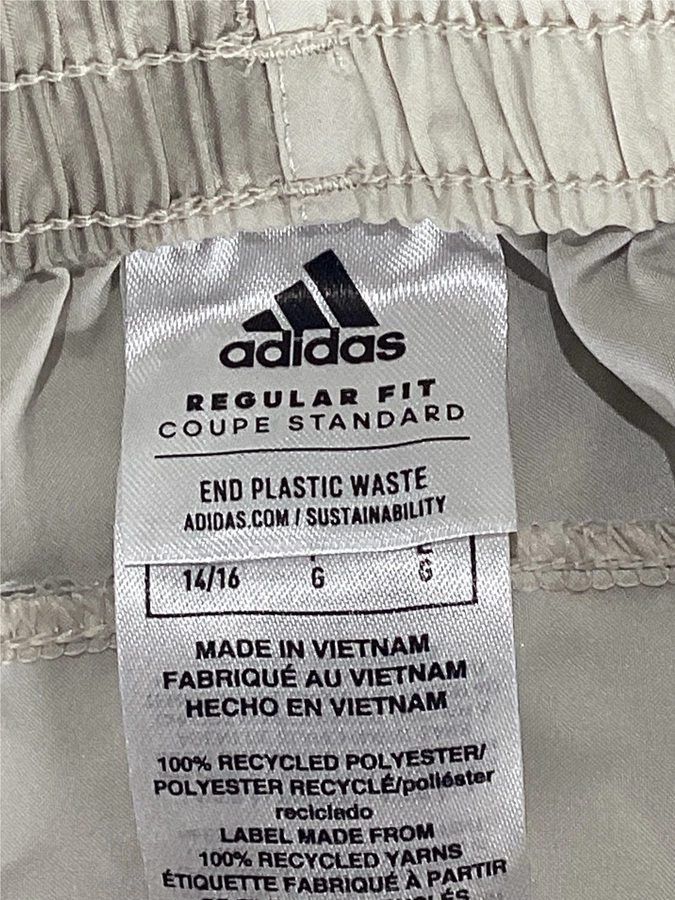 adidas
REGULAR FIT
COUPE STANDARD
END PLASTIC WASTE
ADIDAS.COM / SUSTAINABILITY
14/16 G G
MADE IN VIETNAM
FABRIQUÉ AU VIETNAM
HECHO EN VIETNAM
100% RECYCLED POLYESTER/
POLYESTER RECYCLÉ/poliéster
reciclado
LABEL MADE FROM
100% RECYCLED YARNS
ÉTIQUETTE FABRIQUÉ À PARTIR